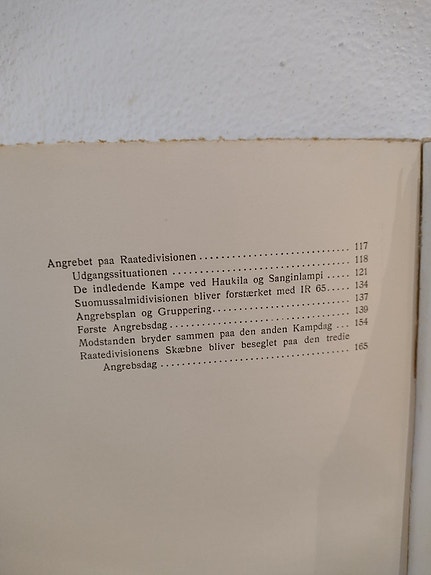 Angrebet paa Raatedivisionen . . . . . . . . . . . . . . . . . . . . . . . . . . . . . 117
Udgangssituationen . . . . . . . . . . . . . . . . . . . . . . . . . . . . . . . . . 118
De indledende Kampe ved Haukila og Sanginlampi . . . . . 121
Suomussalmidivisionen bliver forstærket med IR 65. . . . . 134
Angrebsplan og Gruppering. . . . . . . . . . . . . . . . . . . . . . . . . . 137
Første Angrebsdag . . . . . . . . . . . . . . . . . . . . . . . . . . . . . . . . . 139
Modstanden bryder sammen paa den anden Kampdag . . . 154
Raatedivisionens Skæbne bliver beseglet paa den tredie
Angrebsdag . . . . . . . . . . . . . . . . . . . . . . . . . . . . . . . . . . . 165